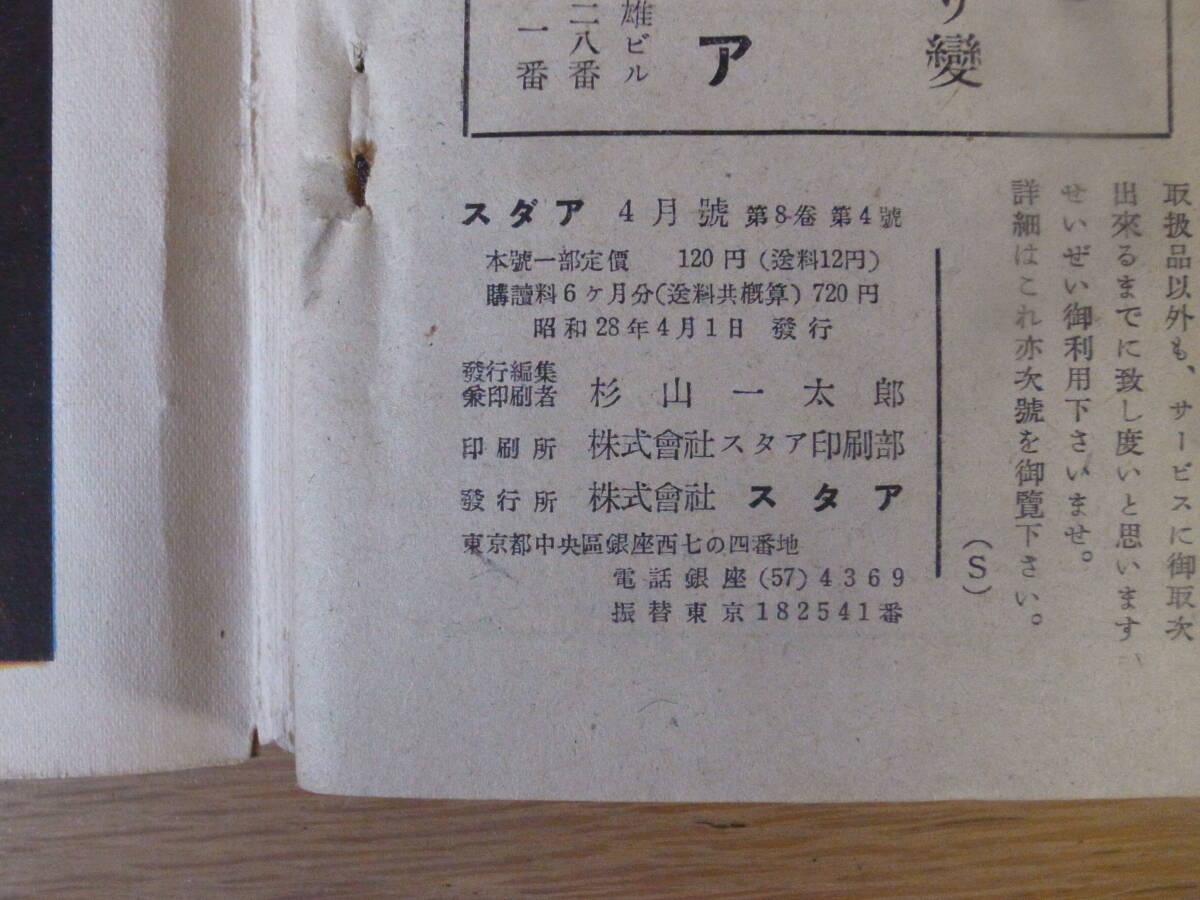 リ變
ア
雄ビル
二八番
一番
取扱品以外も、サービスに御取次
出來るまでに致し度いと思います
せいぜい御利用下さいませ。
詳細はこれ亦次號を御覽下さい。
(S)
スダア 4月號 第8卷 第4號
本號一部定價 120円(送料12円)
購讀料6ヶ月分(送料共概算)720円
昭和28年4月1日 發行
發行編集
兼印刷者 杉山一太郎
印刷所 株式會社スタア印刷部
發行所 株式會社 スタア
東京都中央區銀座西七の四番地
電話銀座(57)4369
振替東京182541番